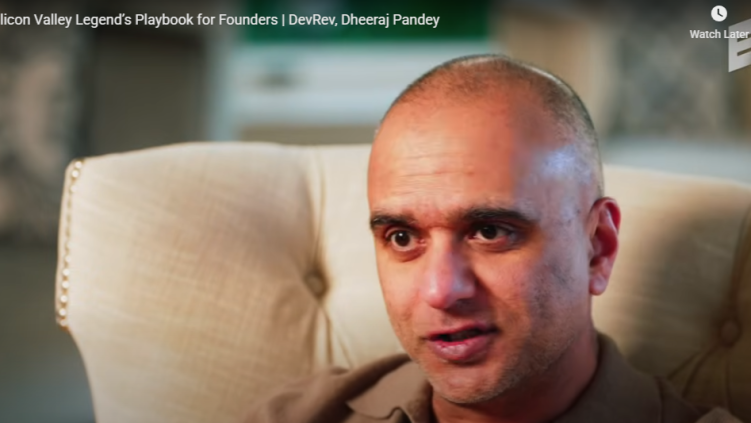 licon Valley Legend's Playbook for Founders | DevRev, Dheeraj Pandey
Watch Later
E